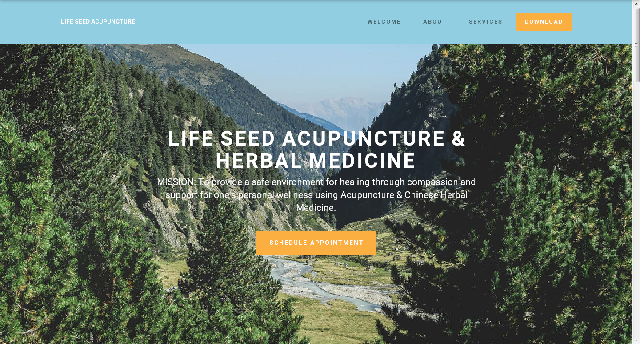 LIFE SEED ACUPUNCTURE
WELCOME
ABOU
SERVICES
DOWNLOAD
LIFE SEED ACUPUNCTURE &
HERBAL MEDICINE
MISSION: To provide a safe environment for healing through compassion and
support for one's personal wellness using Acupuncture & Chinese Herbal
Medicine.
SCHEDULE APPOINTMENT